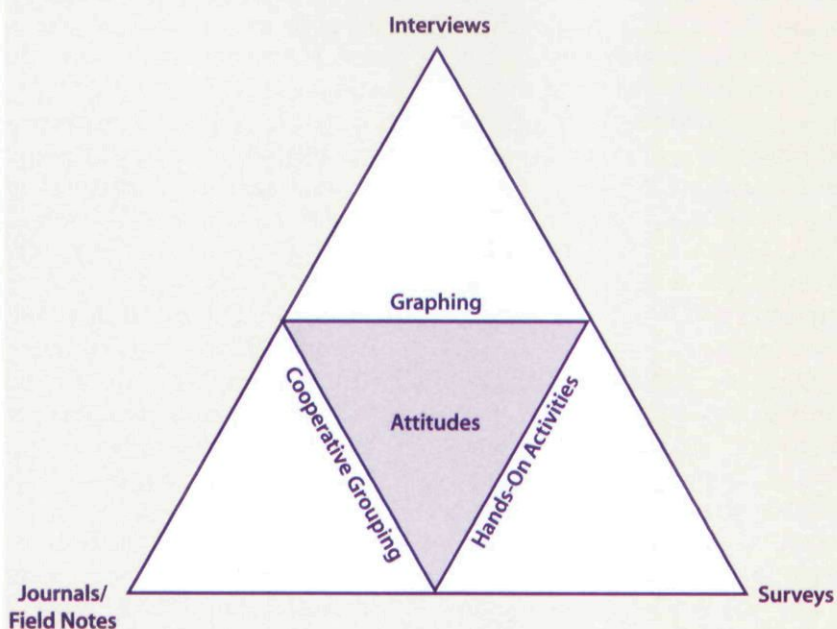 Interviews
Graphing
Cooperative Grouping
Attitudes
Hands-On Activities
Journals/
Field Notes
Surveys